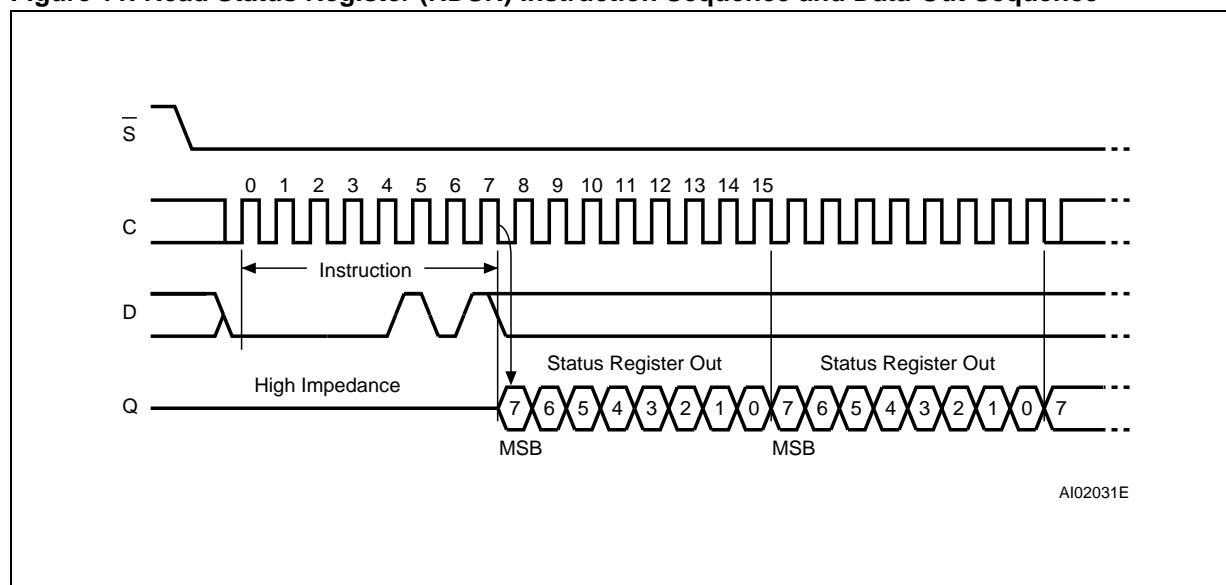 Figure Read Status Register (RDSR) Instruction Sequence and Data-Out Sequence
S
0 1 2 3 4 5 6 7 8 9 10 11 12 13 14 15
C
Instruction
D
Status Register Out Status Register Out
High Impedance
Q 7 6 5 4 3 2 1 0 7 6 5 4 3 2 1 0 7
MSB MSB
AI02031E